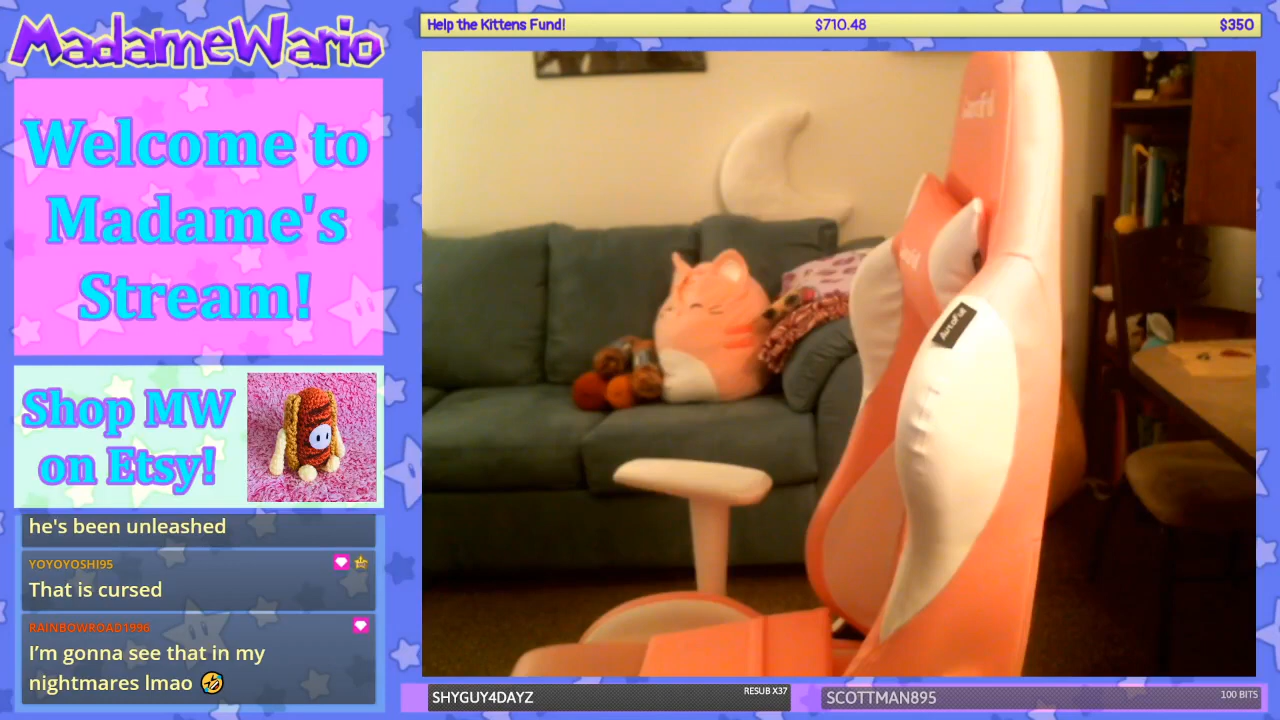 MadameWario
Help the Kittens Fund!
$710.48
$350
Welcome to
Madame's
Stream!
Shop MW
on Etsy!
he's been unleashed
YOYOYOSHI95
That is cursed
RAINBOWROAD1996
I'm gonna see that in my
nightmares lmao 🤣
AutoFull
SHYGUY4DAYZ
RESUB X37
SCOTTMAN895
100 BITS